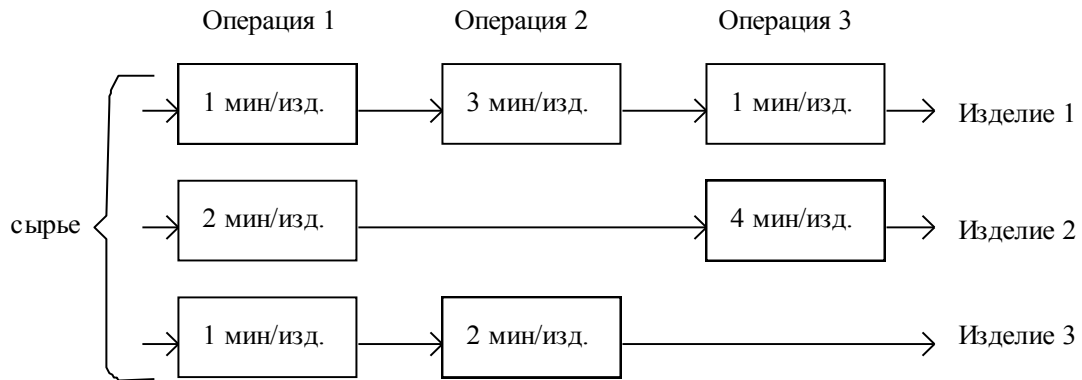 Операция 1 Операция 2 Операция 3
1 мин/изд. 3 мин/изд. 1 мин/изд. Изделие 1
сырье 2 мин/изд. 4 мин/изд. Изделие 2
1 мин/изд. 2 мин/изд. Изделие 3